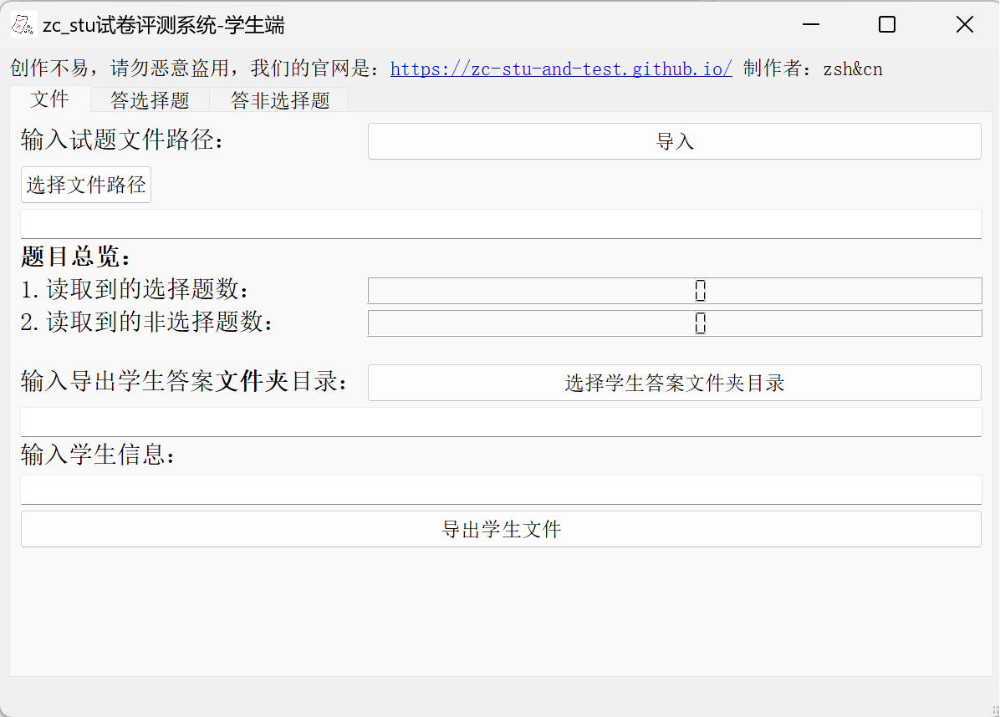 zc_stu试卷评测系统-学生端
创作不易，请勿恶意盗用，我们的官网是：https://zc-stu-and-test.github.io/ 制作者：zsh&cn
文件 答选择题 答非选择题
输入试题文件路径： 导入
选择文件路径
题目总览：
1.读取到的选择题数： 0
2.读取到的非选择题数： 0
输入导出学生答案文件夹目录： 选择学生答案文件夹目录
输入学生信息：
导出学生文件